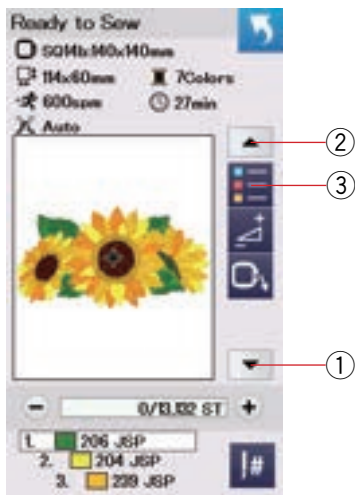 Ready to Sew
SQ14b:140x140mm
114x60mm 7Colors
600spm 27min
Auto
②
③
①
- 0/13,132 ST +
1. 206 JSP
2. 204 JSP
3. 239 JSP
#